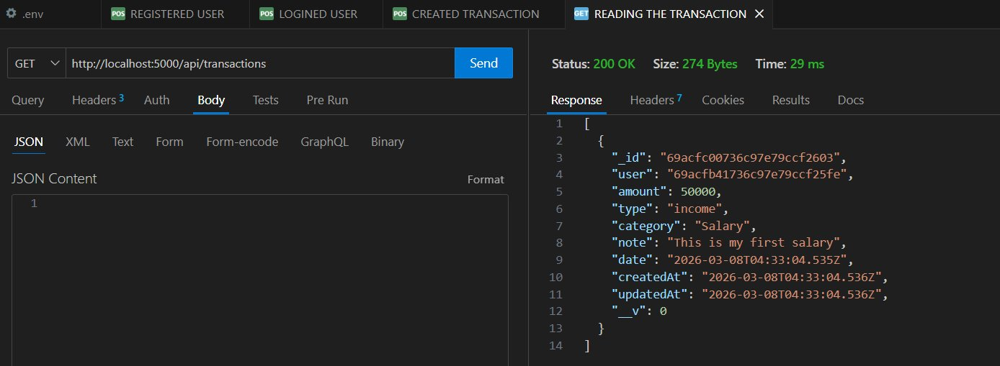 .env POS REGISTERED USER POS LOGINED USER POS CREATED TRANSACTION GET READING THE TRANSACTION
GET http://localhost:5000/api/transactions Send
Query Headers 3 Auth Body Tests Pre Run
JSON XML Text Form Form-encode GraphQL Binary
JSON Content Format
1
Status: 200 OK Size: 274 Bytes Time: 29 ms
Response Headers 7 Cookies Results Docs
1 [
2 {
3 "_id": "69acfc00736c97e79ccf2603",
4 "user": "69acfb41736c97e79ccf25fe",
5 "amount": 50000,
6 "type": "income",
7 "category": "Salary",
8 "note": "This is my first salary",
9 "date": "2026-03-08T04:33:04.535Z",
10 "createdAt": "2026-03-08T04:33:04.536Z",
11 "updatedAt": "2026-03-08T04:33:04.536Z",
12 "__v": 0
13 }
14 ]